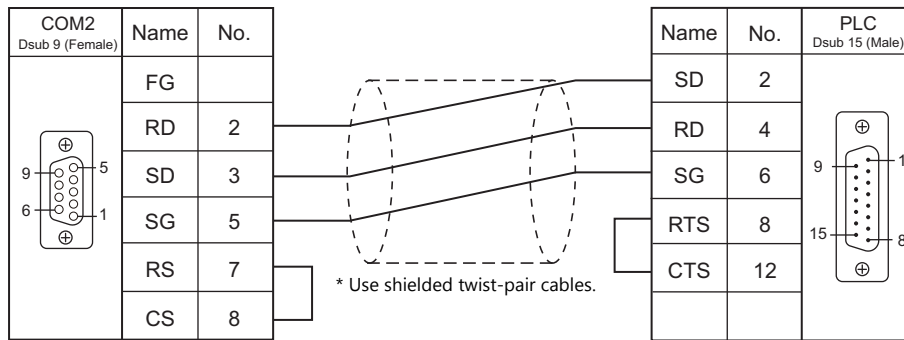 COM2
Dsub 9 (Female)
Name No.
FG
RD 2
SD 3
SG 5
RS 7
CS 8
9
5
6
1
* Use shielded twist-pair cables.
Name No.
PLC
Dsub 15 (Male)
SD 2
RD 4
SG 6
RTS 8
CTS 12
9
1
15
8